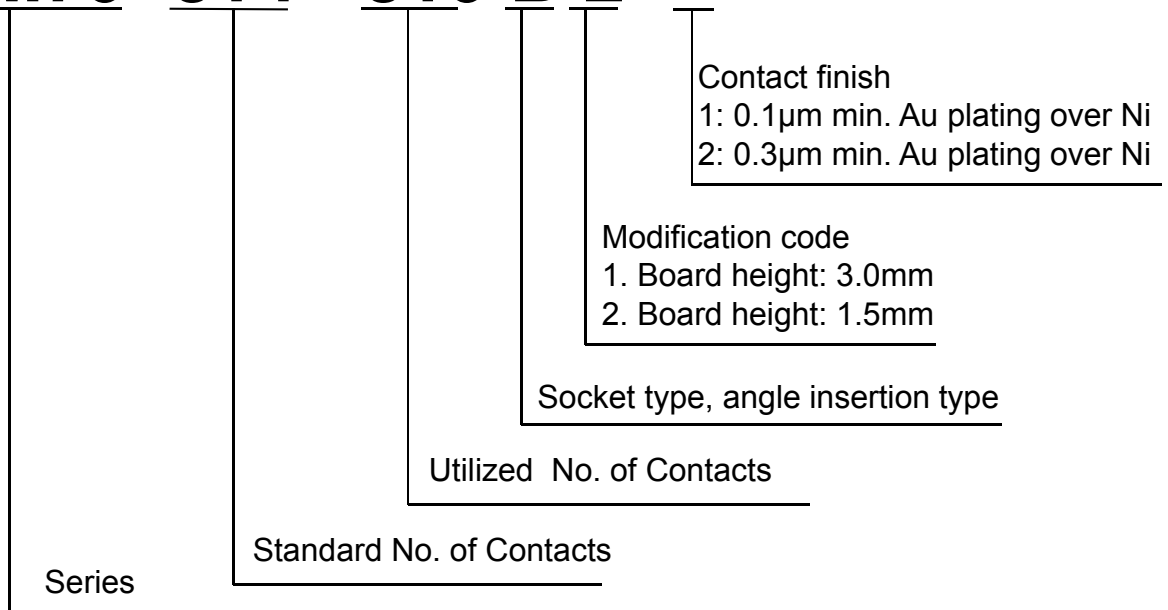 Contact finish
1: 0.1µm min. Au plating over Ni
2: 0.3µm min. Au plating over Ni
Modification code
1. Board height: 3.0mm
2. Board height: 1.5mm
Socket type, angle insertion type
Utilized No. of Contacts
Standard No. of Contacts
Series